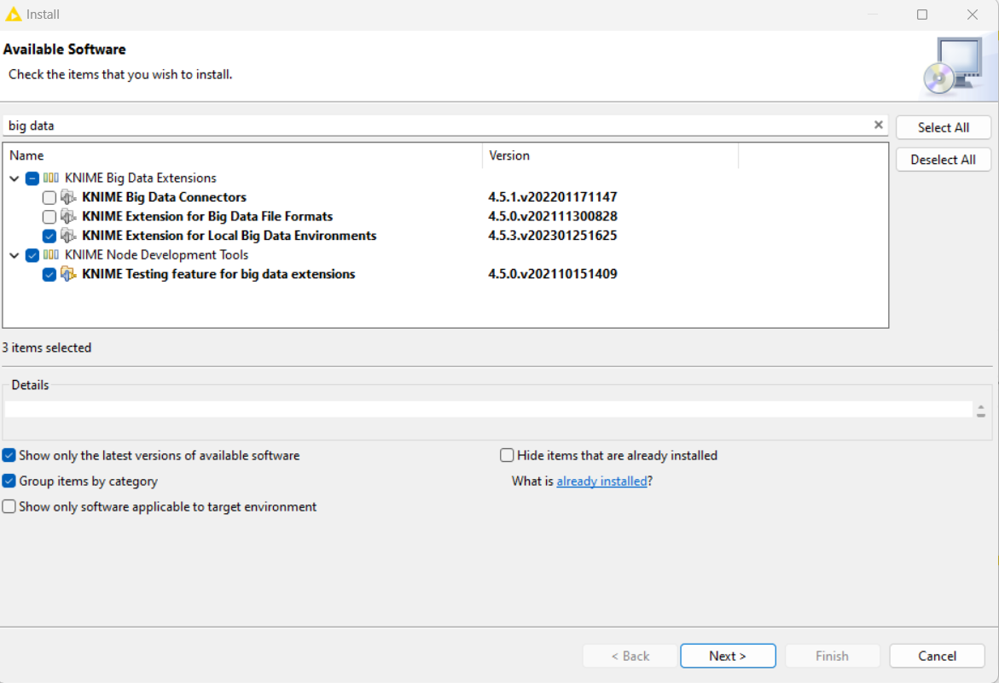 Install
Available Software
Check the items that you wish to install.
big data
Select All
Name Version
Deselect All
KNIME Big Data Extensions
KNIME Big Data Connectors 4.5.1.v202201171147
KNIME Extension for Big Data File Formats 4.5.0.v202111300828
KNIME Extension for Local Big Data Environments 4.5.3.v202301251625
KNIME Node Development Tools
KNIME Testing feature for big data extensions 4.5.0.v202110151409
3 items selected
Details
Show only the latest versions of available software Hide items that are already installed
Group items by category What is already installed?
Show only software applicable to target environment
< Back Next > Finish Cancel